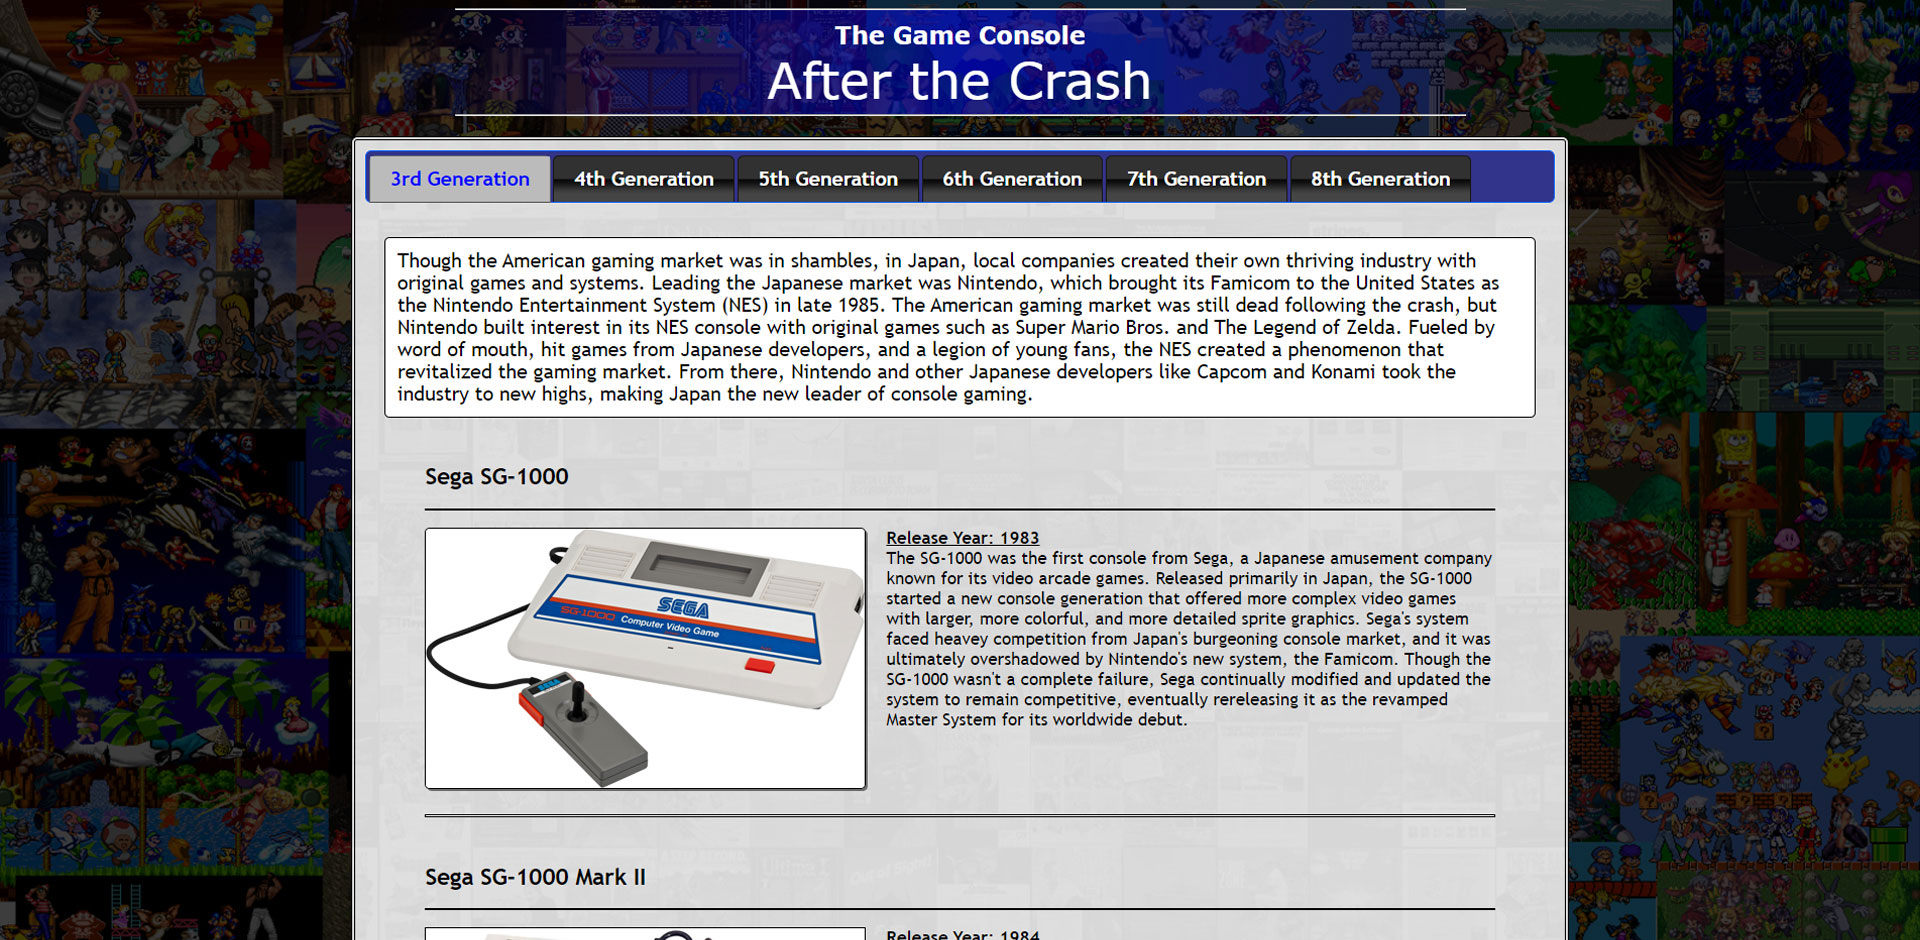 The Game Console
After the Crash
3rd Generation
4th Generation
5th Generation
6th Generation
7th Generation
8th Generation
Though the American gaming market was in shambles, in Japan, local companies created their own thriving industry with
original games and systems. Leading the Japanese market was Nintendo, which brought its Famicom to the United States as
the Nintendo Entertainment System (NES) in late 1985. The American gaming market was still dead following the crash, but
Nintendo built interest in its NES console with original games such as Super Mario Bros. and The Legend of Zelda. Fueled by
word of mouth, hit games from Japanese developers, and a legion of young fans, the NES created a phenomenon that
revitalized the gaming market. From there, Nintendo and other Japanese developers like Capcom and Konami took the
industry to new highs, making Japan the new leader of console gaming.
Sega SG-1000
SEGA
SG-1000 Computer Video Game
SEGA
Release Year: 1983
The SG-1000 was the first console from Sega, a Japanese amusement company
known for its video arcade games. Released primarily in Japan, the SG-1000
started a new console generation that offered more complex video games
with larger, more colorful, and more detailed sprite graphics. Sega's system
faced heavey competition from Japan's burgeoning console market, and it was
ultimately overshadowed by Nintendo's new system, the Famicom. Though the
SG-1000 wasn't a complete failure, Sega continually modified and updated the
system to remain competitive, eventually rereleasing it as the revamped
Master System for its worldwide debut.
Sega SG-1000 Mark II
Release Year: 1984